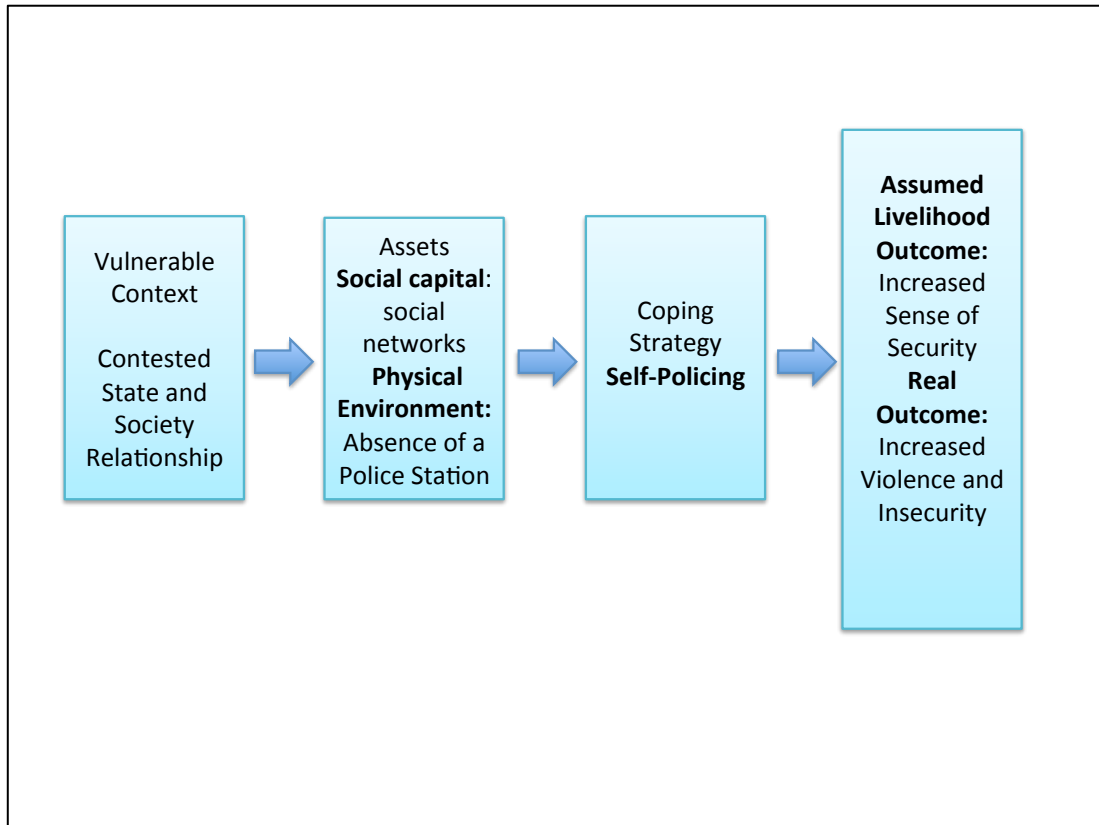 Vulnerable
Context
Contested
State and
Society
Relationship
Assets
Social capital:
social
networks
Physical
Environment:
Absence of a
Police Station
Coping
Strategy
Self-Policing
Assumed
Livelihood
Outcome:
Increased
Sense of
Security
Real
Outcome:
Increased
Violence and
Insecurity